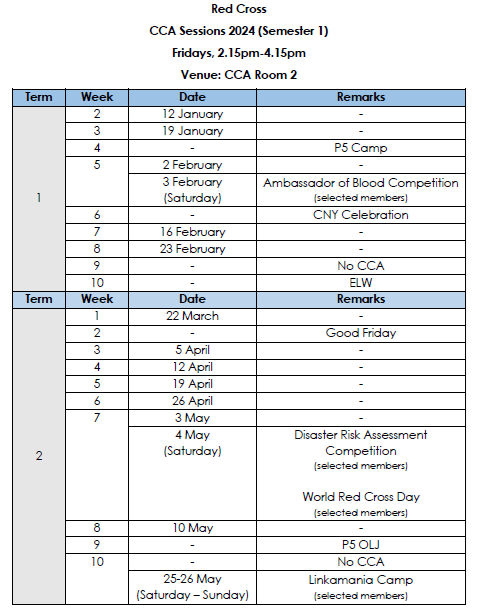 Red Cross
CCA Sessions 2024 (Semester 1)
Fridays, 2.15pm-4.15pm
Venue: CCA Room 2
Term Week Date Remarks
1
2 12 January -
3 19 January -
4 - P5 Camp
5 2 February -
3 February Ambassador of Blood Competition
(Saturday) (selected members)
6 - CNY Celebration
7 16 February -
8 23 February -
9 - No CCA
10 - ELW
Term Week Date Remarks
2
1 22 March -
2 - Good Friday
3 5 April -
4 12 April -
5 19 April -
6 26 April -
7 3 May -
4 May Disaster Risk Assessment
(Saturday) Competition
(selected members)
World Red Cross Day
(selected members)
8 10 May -
9 - P5 OLJ
10 - No CCA
25-26 May Linkamania Camp
(Saturday – Sunday) (selected members)